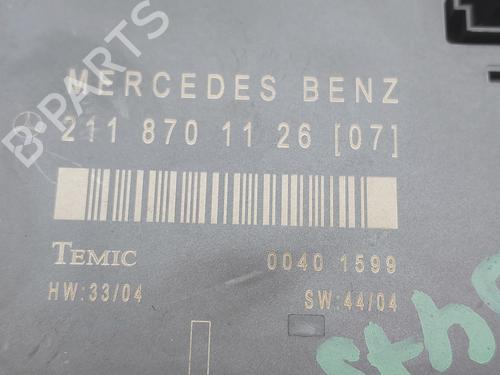 MERCEDES BENZ
211 870 11 26 [07]
TEMIC 0040 1599
HW:33/04 SW:44/04
B-PARTS